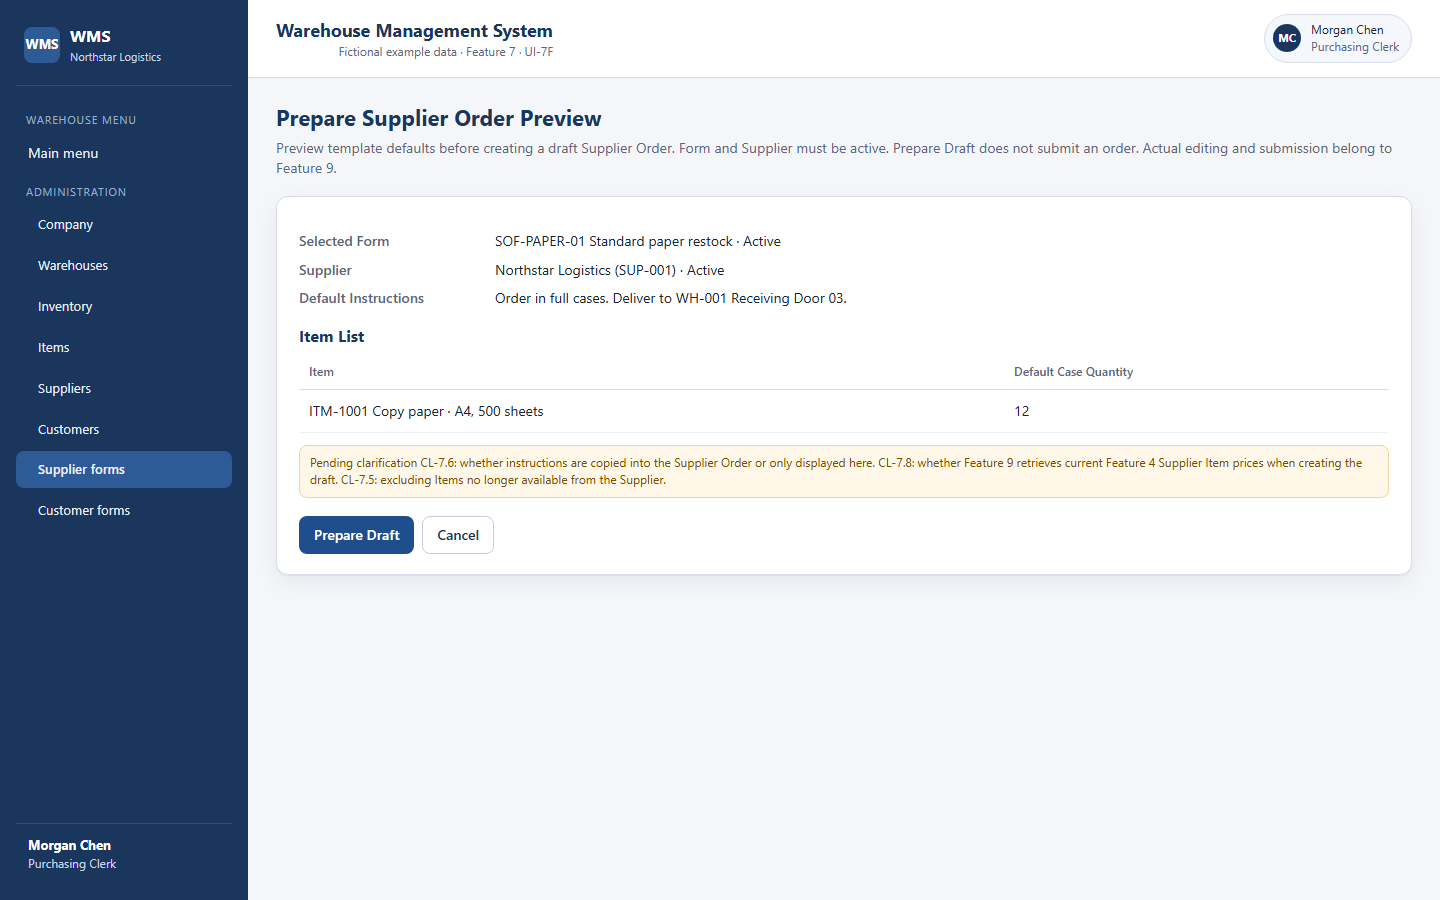 WMS
WMS
Northstar Logistics
WAREHOUSE MENU
Main menu
ADMINISTRATION
Company
Warehouses
Inventory
Items
Suppliers
Customers
Supplier forms
Customer forms
Morgan Chen
Purchasing Clerk
Warehouse Management System
Fictional example data · Feature 7 · UI-7F
MC
Morgan Chen
Purchasing Clerk
Prepare Supplier Order Preview
Preview template defaults before creating a draft Supplier Order. Form and Supplier must be active. Prepare Draft does not submit an order. Actual editing and submission belong to
Feature 9.
Selected Form SOF-PAPER-01 Standard paper restock · Active
Supplier Northstar Logistics (SUP-001) · Active
Default Instructions Order in full cases. Deliver to WH-001 Receiving Door 03.
Item List
Item Default Case Quantity
ITM-1001 Copy paper · A4, 500 sheets 12
Pending clarification CL-7.6: whether instructions are copied into the Supplier Order or only displayed here. CL-7.8: whether Feature 9 retrieves current Feature 4 Supplier Item prices when creating the
draft. CL-7.5: excluding Items no longer available from the Supplier.
Prepare Draft Cancel